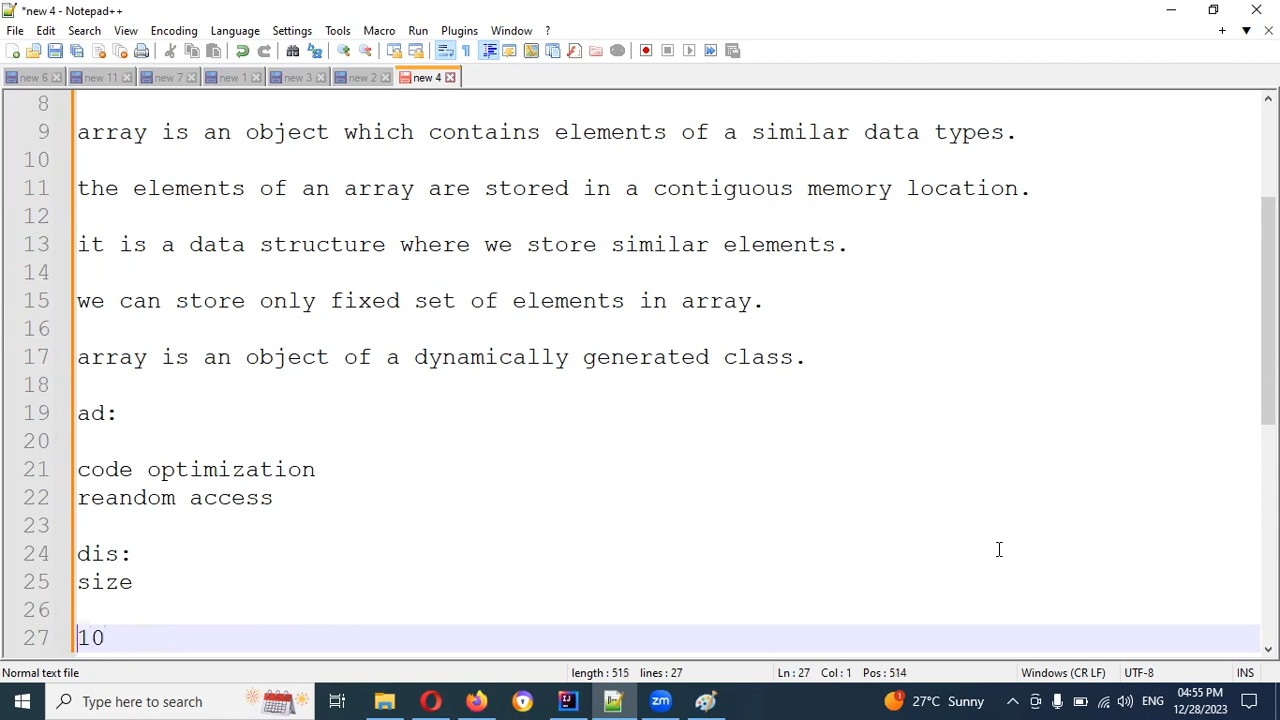 *new 4 - Notepad++
File Edit Search View Encoding Language Settings Tools Macro Run Plugins Window ?
new 6 new 11 new 7 new 1 new 3 new 2 new 4
8
9 array is an object which contains elements of a similar data types.
10
11 the elements of an array are stored in a contiguous memory location.
12
13 it is a data structure where we store similar elements.
14
15 we can store only fixed set of elements in array.
16
17 array is an object of a dynamically generated class.
18
19 ad:
20
21 code optimization
22 reandom access
23
24 dis:
25 size
26
27 10
Normal text file length : 515 lines : 27 Ln : 27 Col : 1 Pos : 514 Windows (CR LF) UTF-8 INS
Type here to search zm 1 27°C Sunny ENG 04:55 PM
12/28/2023